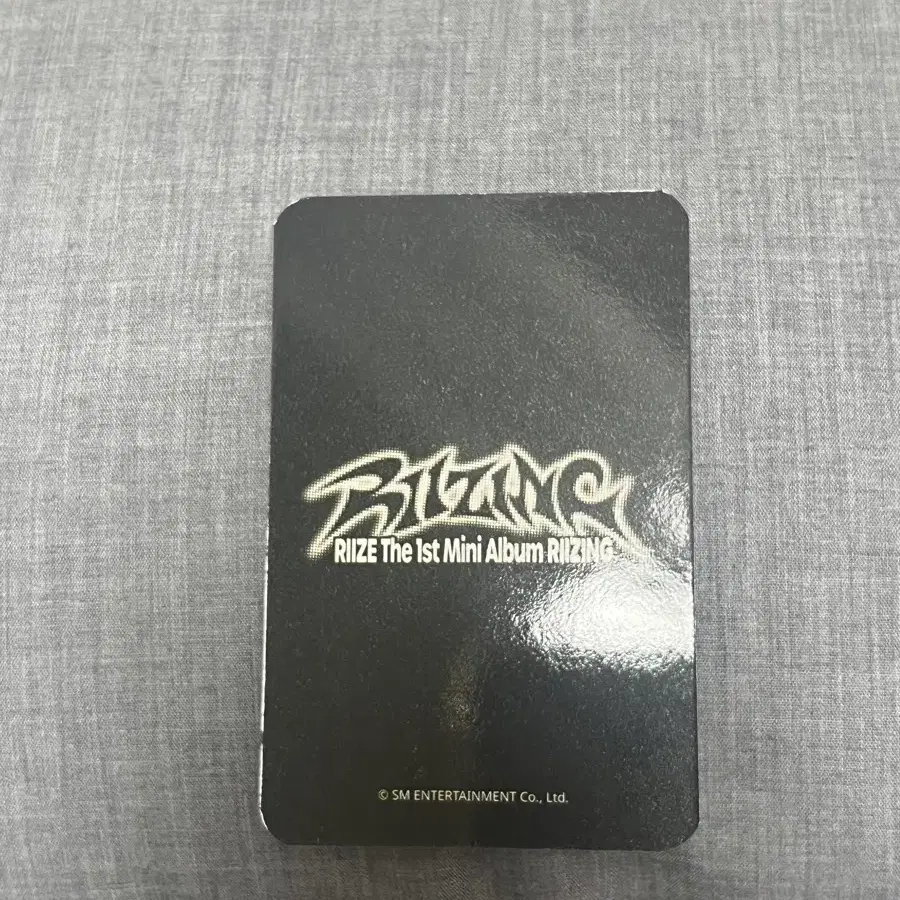 RIIZING
RIIZE The 1st Mini Album RIIZING
© SM ENTERTAINMENT Co., Ltd.